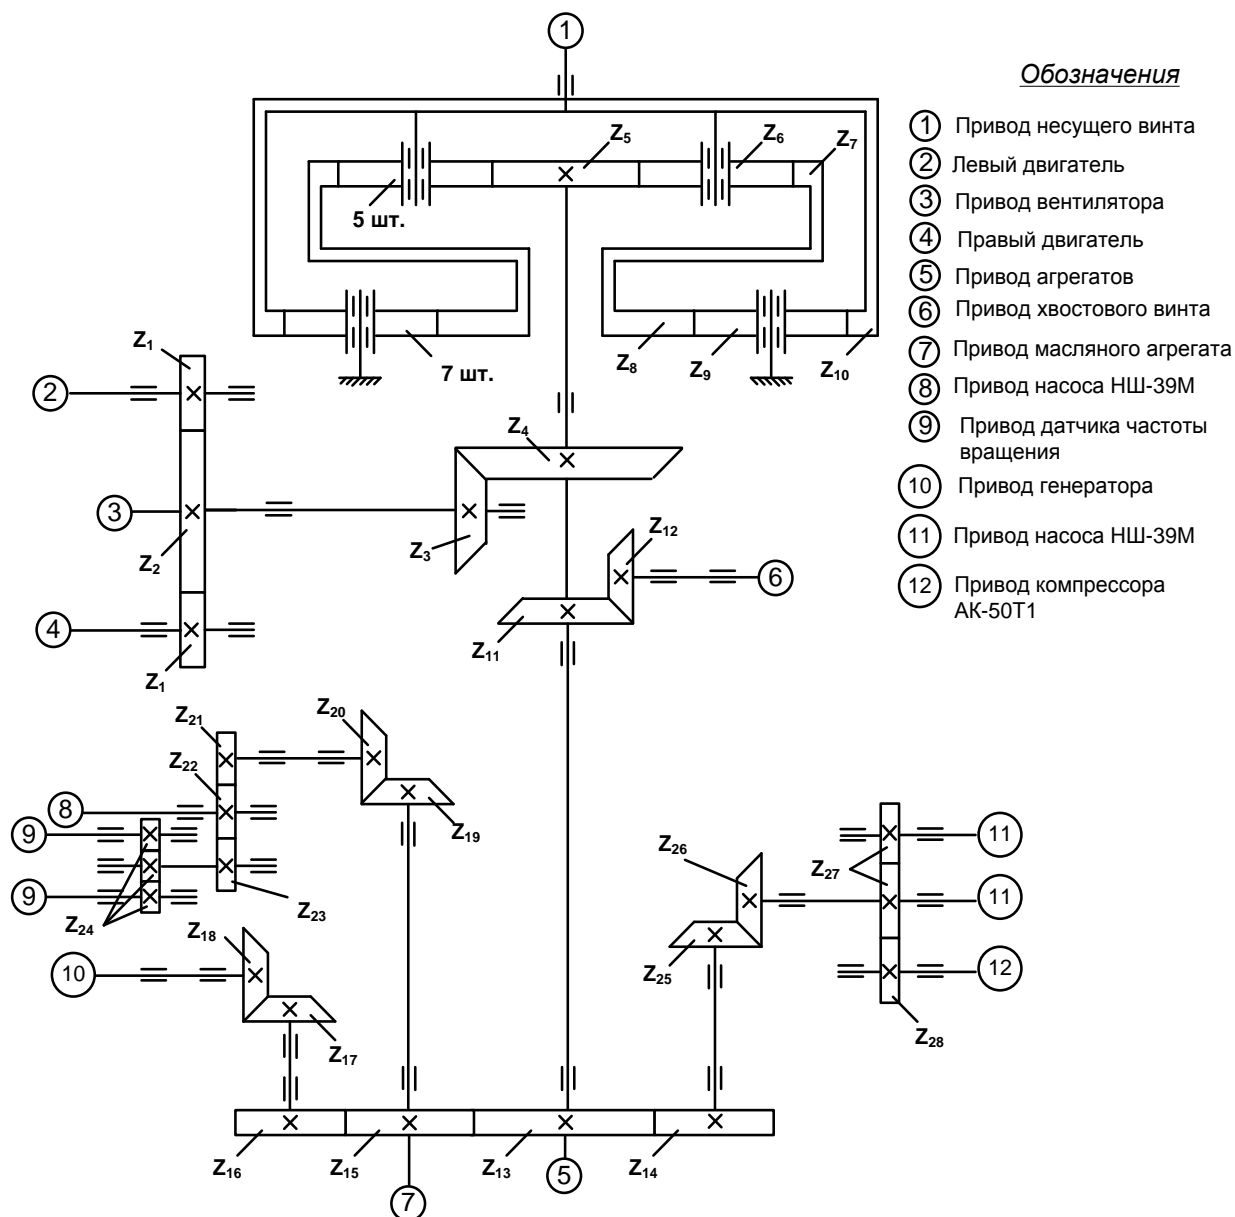 1
Обозначения
1 Привод несущего винта
2 Левый двигатель
3 Привод вентилятора
4 Правый двигатель
5 Привод агрегатов
6 Привод хвостового винта
7 Привод масляного агрегата
8 Привод насоса НШ-39М
9 Привод датчика частоты
вращения
10 Привод генератора
11 Привод насоса НШ-39М
12 Привод компрессора
АК-50Т1
Z5
Z6
Z7
5 шт.
7 шт.
Z8
Z9
Z10
Z1
2
3
Z2
4
Z1
Z4
Z3
Z12
6
Z11
Z21
Z20
Z22
8
9
9
Z19
Z24
Z23
Z18
10
Z17
Z26
Z27
11
11
12
Z25
Z28
Z16
Z15
Z13
Z14
7
5